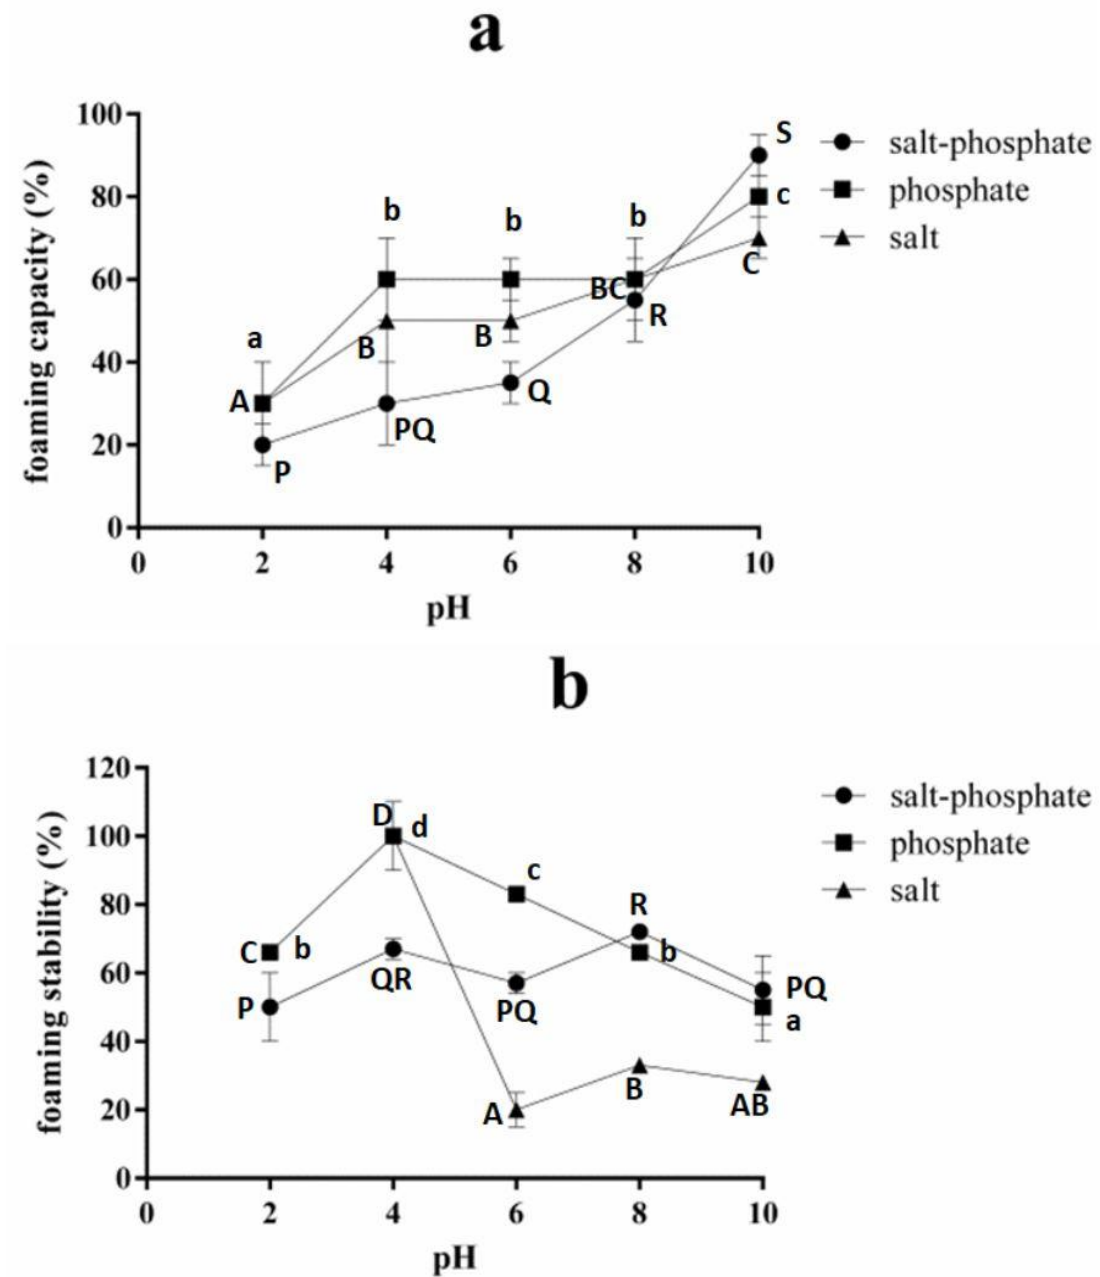 a
foaming capacity (%)
100
80
60
40
20
0
0 2 4 6 8 10
pH
a
A
P
b
B
PQ
b
B
Q
b
BC
R
S
c
C
salt-phosphate
phosphate
salt
b
foaming stability (%)
120
100
80
60
40
20
0
0 2 4 6 8 10
pH
C b
P
D d
QR
c
PQ
A
R
b
B
PQ
a
AB
salt-phosphate
phosphate
salt